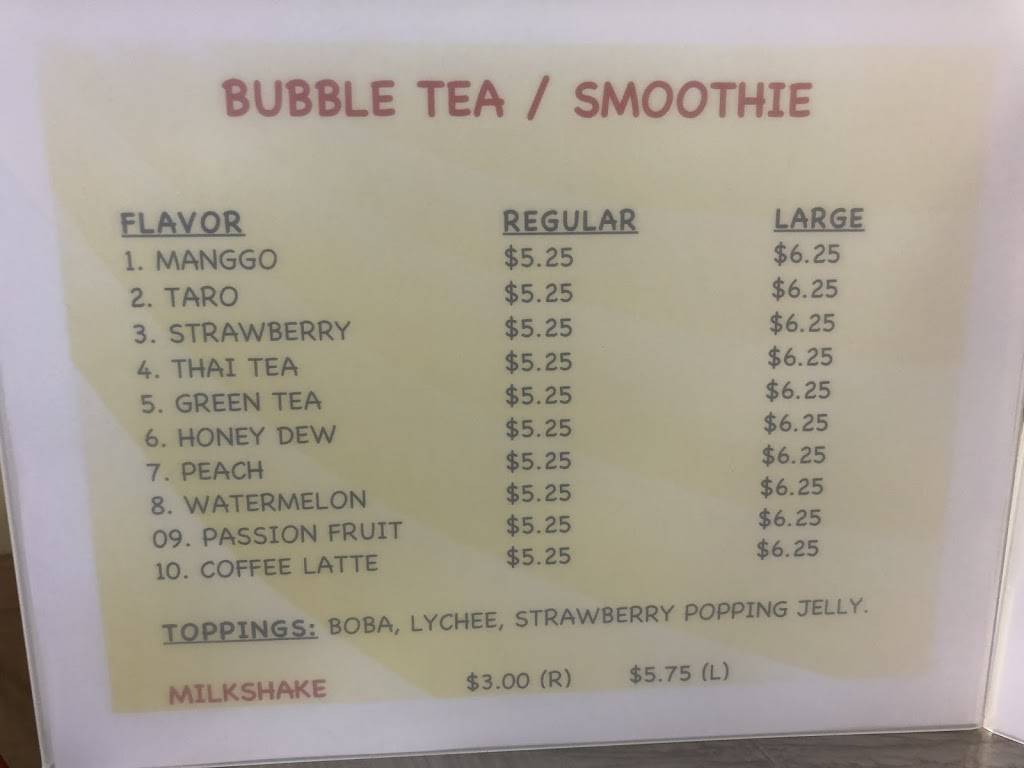 BUBBLE TEA / SMOOTHIE
FLAVOR REGULAR LARGE
1. MANGGO $5.25 $6.25
2. TARO $5.25 $6.25
3. STRAWBERRY $5.25 $6.25
4. THAI TEA $5.25 $6.25
5. GREEN TEA $5.25 $6.25
6. HONEY DEW $5.25 $6.25
7. PEACH $5.25 $6.25
8. WATERMELON $5.25 $6.25
09. PASSION FRUIT $5.25 $6.25
10. COFFEE LATTE $5.25 $6.25
TOPPINGS: BOBA, LYCHEE, STRAWBERRY POPPING JELLY.
MILKSHAKE $3.00 (R) $5.75 (L)